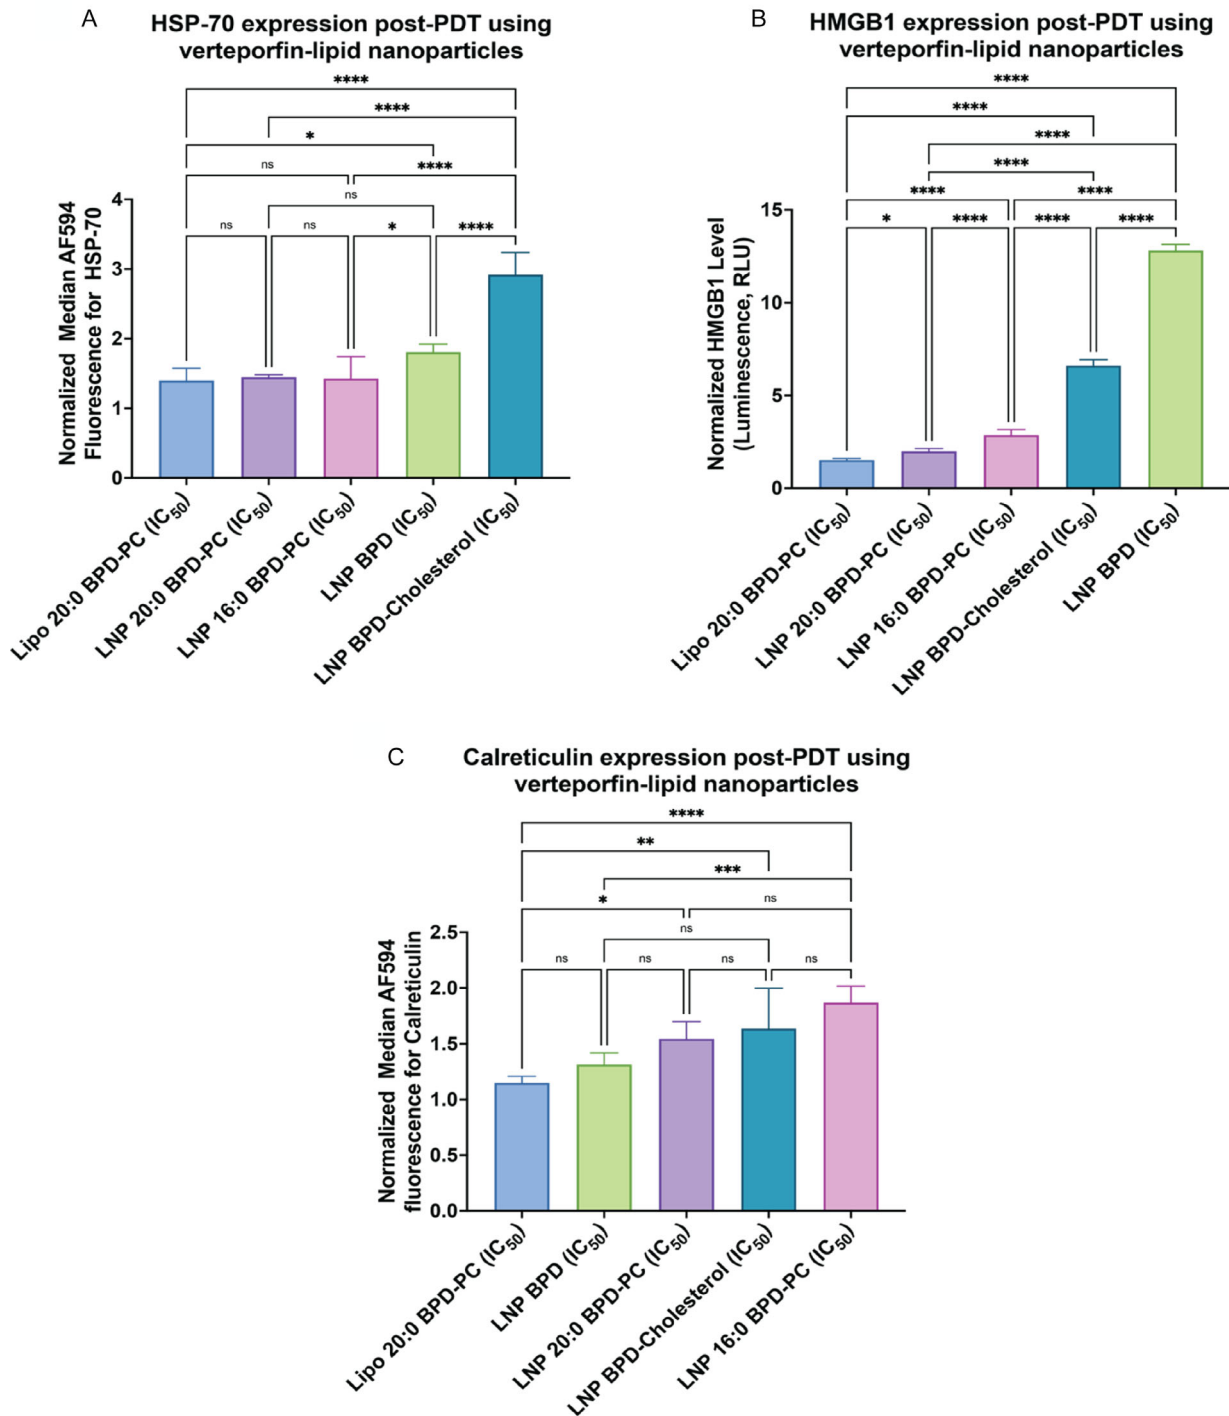 A
HSP-70 expression post-PDT using
verteporfin-lipid nanoparticles
****
****
*
ns
****
ns
ns
ns
*
****
Normalized Median AF594
Fluorescence for HSP-70
4
3
2
1
0
Lipo 20:0 BPD-PC (IC50)
LNP 20:0 BPD-PC (IC50)
LNP 16:0 BPD-PC (IC50)
LNP BPD (IC50)
LNP BPD-Cholesterol (IC50)
B
HMGB1 expression post-PDT using
verteporfin-lipid nanoparticles
****
****
****
****
****
****
*
****
****
****
Normalized HMGB1 Level
(Luminescence, RLU)
15
10
5
0
Lipo 20:0 BPD-PC (IC50)
LNP 20:0 BPD-PC (IC50)
LNP 16:0 BPD-PC (IC50)
LNP BPD-Cholesterol (IC50)
LNP BPD (IC50)
C
Calreticulin expression post-PDT using
verteporfin-lipid nanoparticles
****
**
***
*
ns
ns
ns
ns
ns
ns
Normalized Median AF594
fluorescence for Calreticulin
2.5
2.0
1.5
1.0
0.5
0.0
Lipo 20:0 BPD-PC (IC50)
LNP BPD (IC50)
LNP 20:0 BPD-PC (IC50)
LNP BPD-Cholesterol (IC50)
LNP 16:0 BPD-PC (IC50)